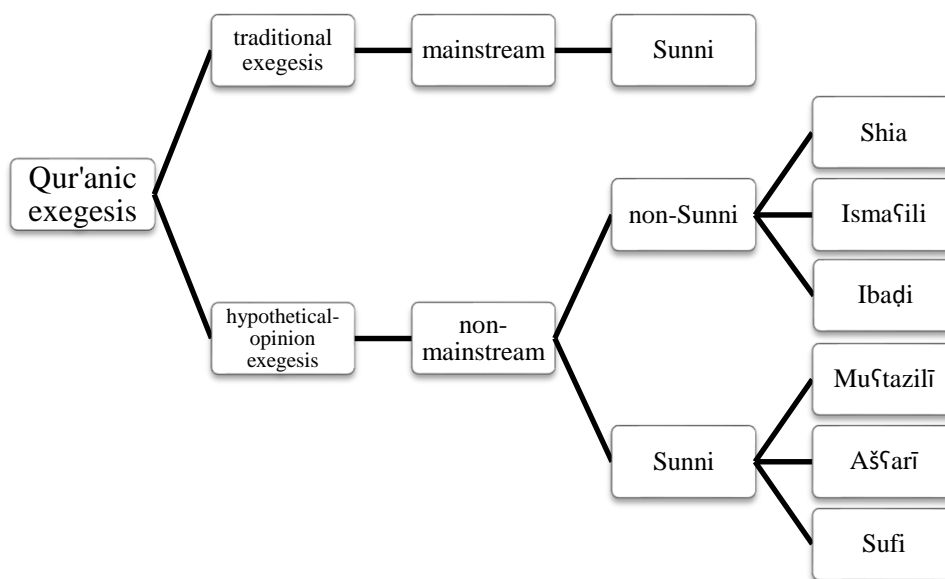 traditional
exegesis
mainstream
Sunni
Shia
Qur'anic
exegesis
non-Sunni
Ismaʕili
Ibaḍi
hypothetical-
opinion
exegesis
non-
mainstream
Muʕtazilī
Sunni
Ašʕarī
Sufi